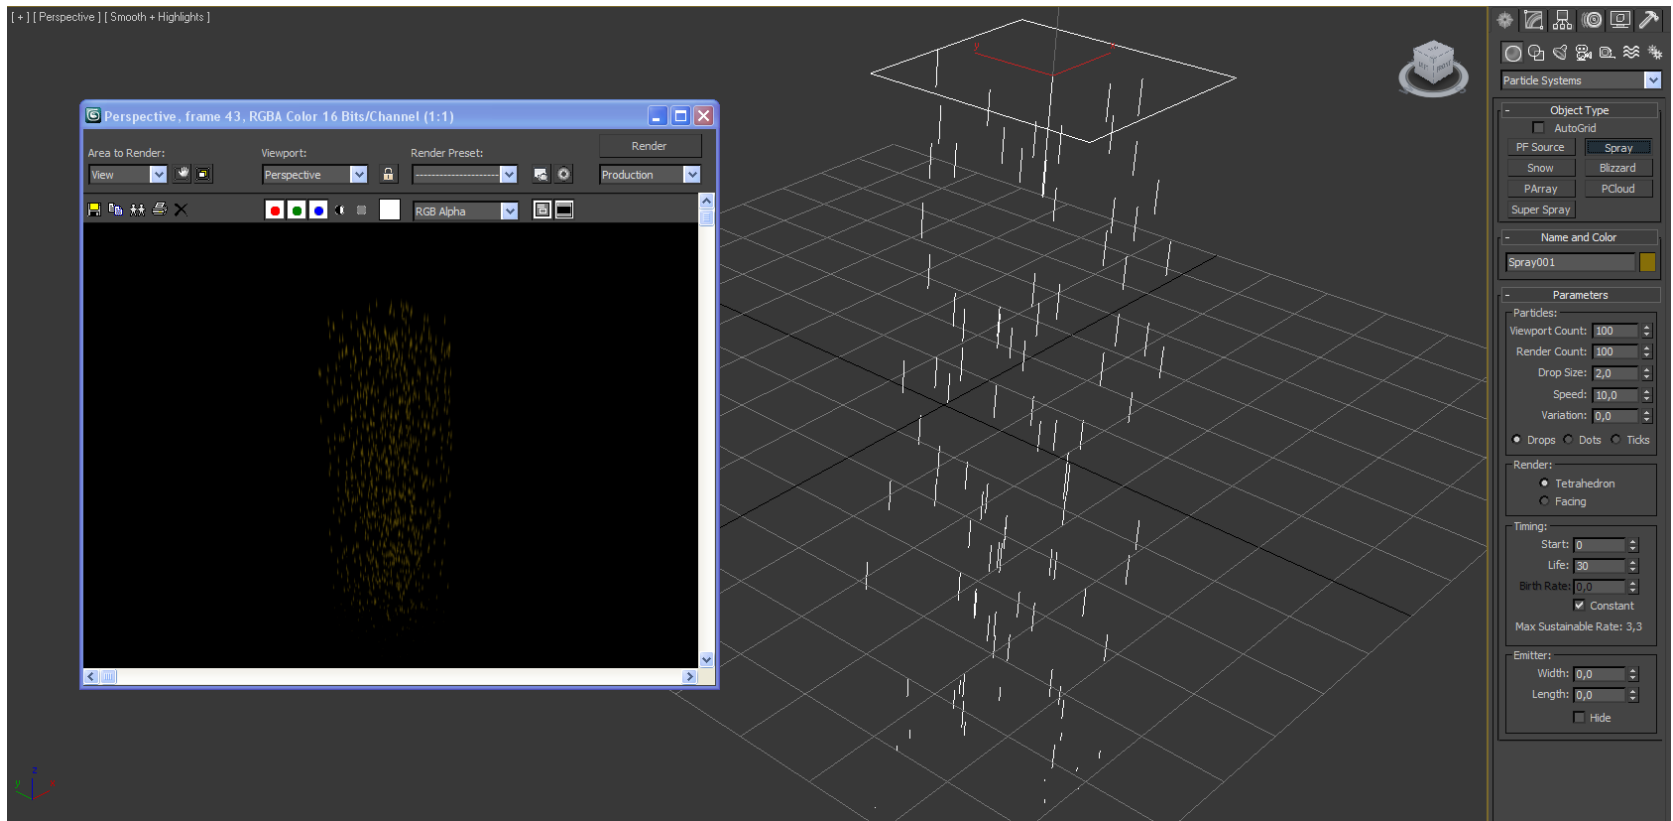 [ + ] [ Perspective ] [ Smooth + Highlights ]
Perspective, frame 43, RGBA Color 16 Bits/Channel (1:1)
Area to Render:
Viewport:
Render Preset:
Render
View
Perspective
Production
RGB Alpha
Particle Systems
- Object Type
AutoGrid
PF Source
Spray
Snow
Blizzard
PArray
PCloud
Super Spray
- Name and Color
Spray001
- Parameters
Particles:
Viewport Count: 100
Render Count: 100
Drop Size: 2,0
Speed: 10,0
Variation: 0,0
Drops Dots Ticks
Render:
Tetrahedron
Facing
Timing:
Start: 0
Life: 30
Birth Rate: 0,0
Constant
Max Sustainable Rate: 3,3
Emitter:
Width: 0,0
Length: 0,0
Hide
z
y
y